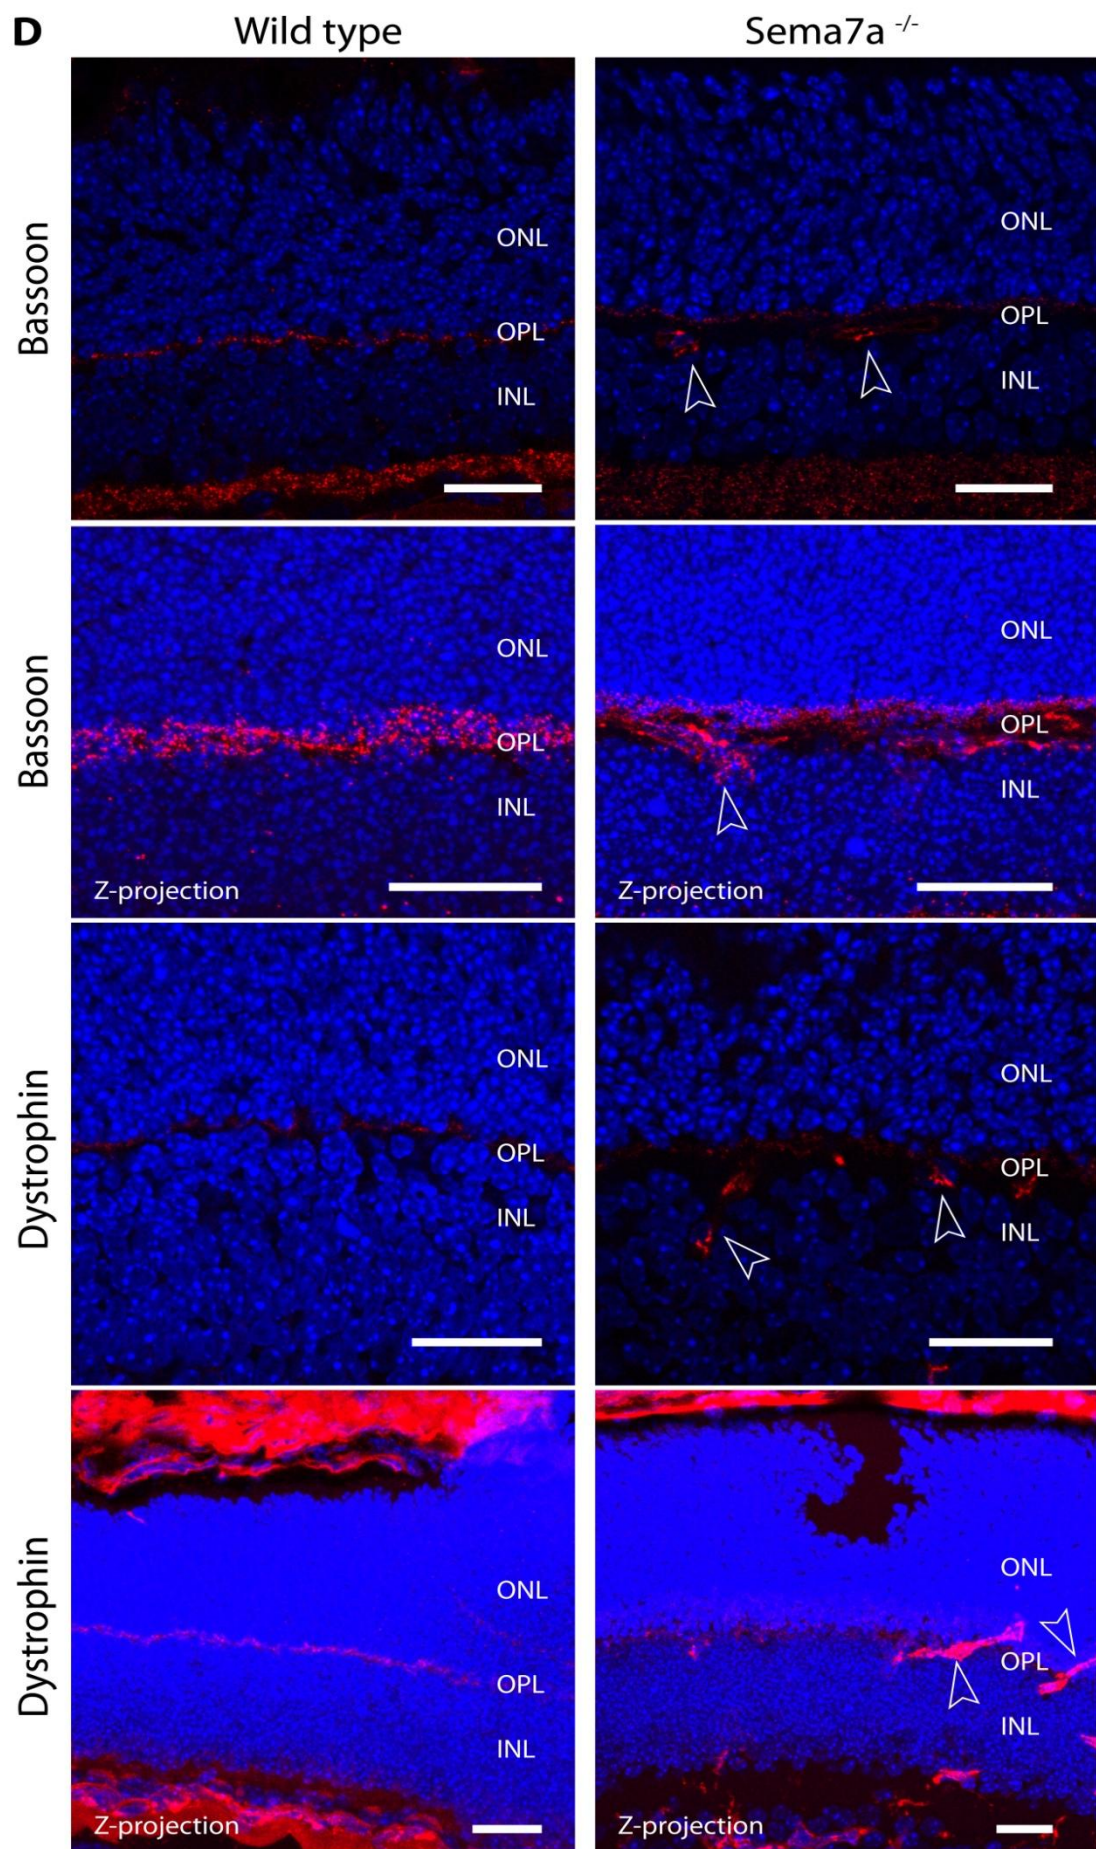 D
Wild type
Sema7a -/-
Bassoon
ONL
OPL
INL
ONL
OPL
INL
Bassoon
ONL
OPL
INL
Z-projection
ONL
OPL
INL
Z-projection
Dystrophin
ONL
OPL
INL
ONL
OPL
INL
Dystrophin
ONL
OPL
INL
Z-projection
ONL
OPL
INL
Z-projection